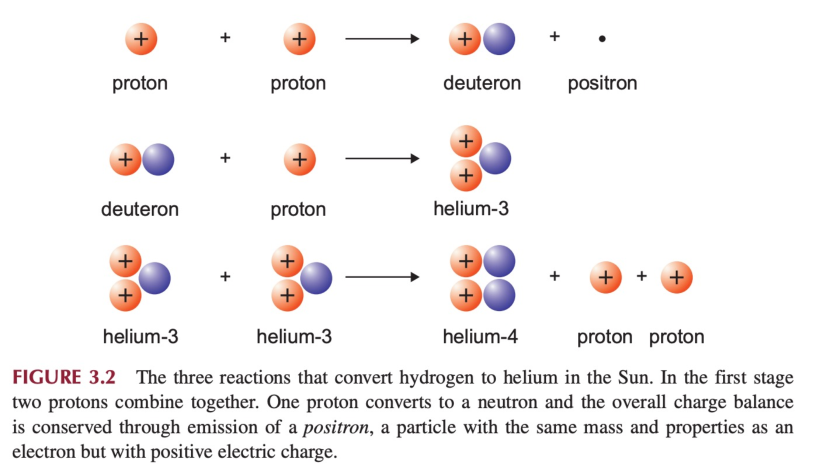 + + + → + + •
proton proton deuteron positron
+ + + → + +
deuteron proton helium-3
+ + + + + → + + + + + +
helium-3 helium-3 helium-4 proton proton
FIGURE 3.2 The three reactions that convert hydrogen to helium in the Sun. In the first stage
two protons combine together. One proton converts to a neutron and the overall charge balance
is conserved through emission of a positron, a particle with the same mass and properties as an
electron but with positive electric charge.